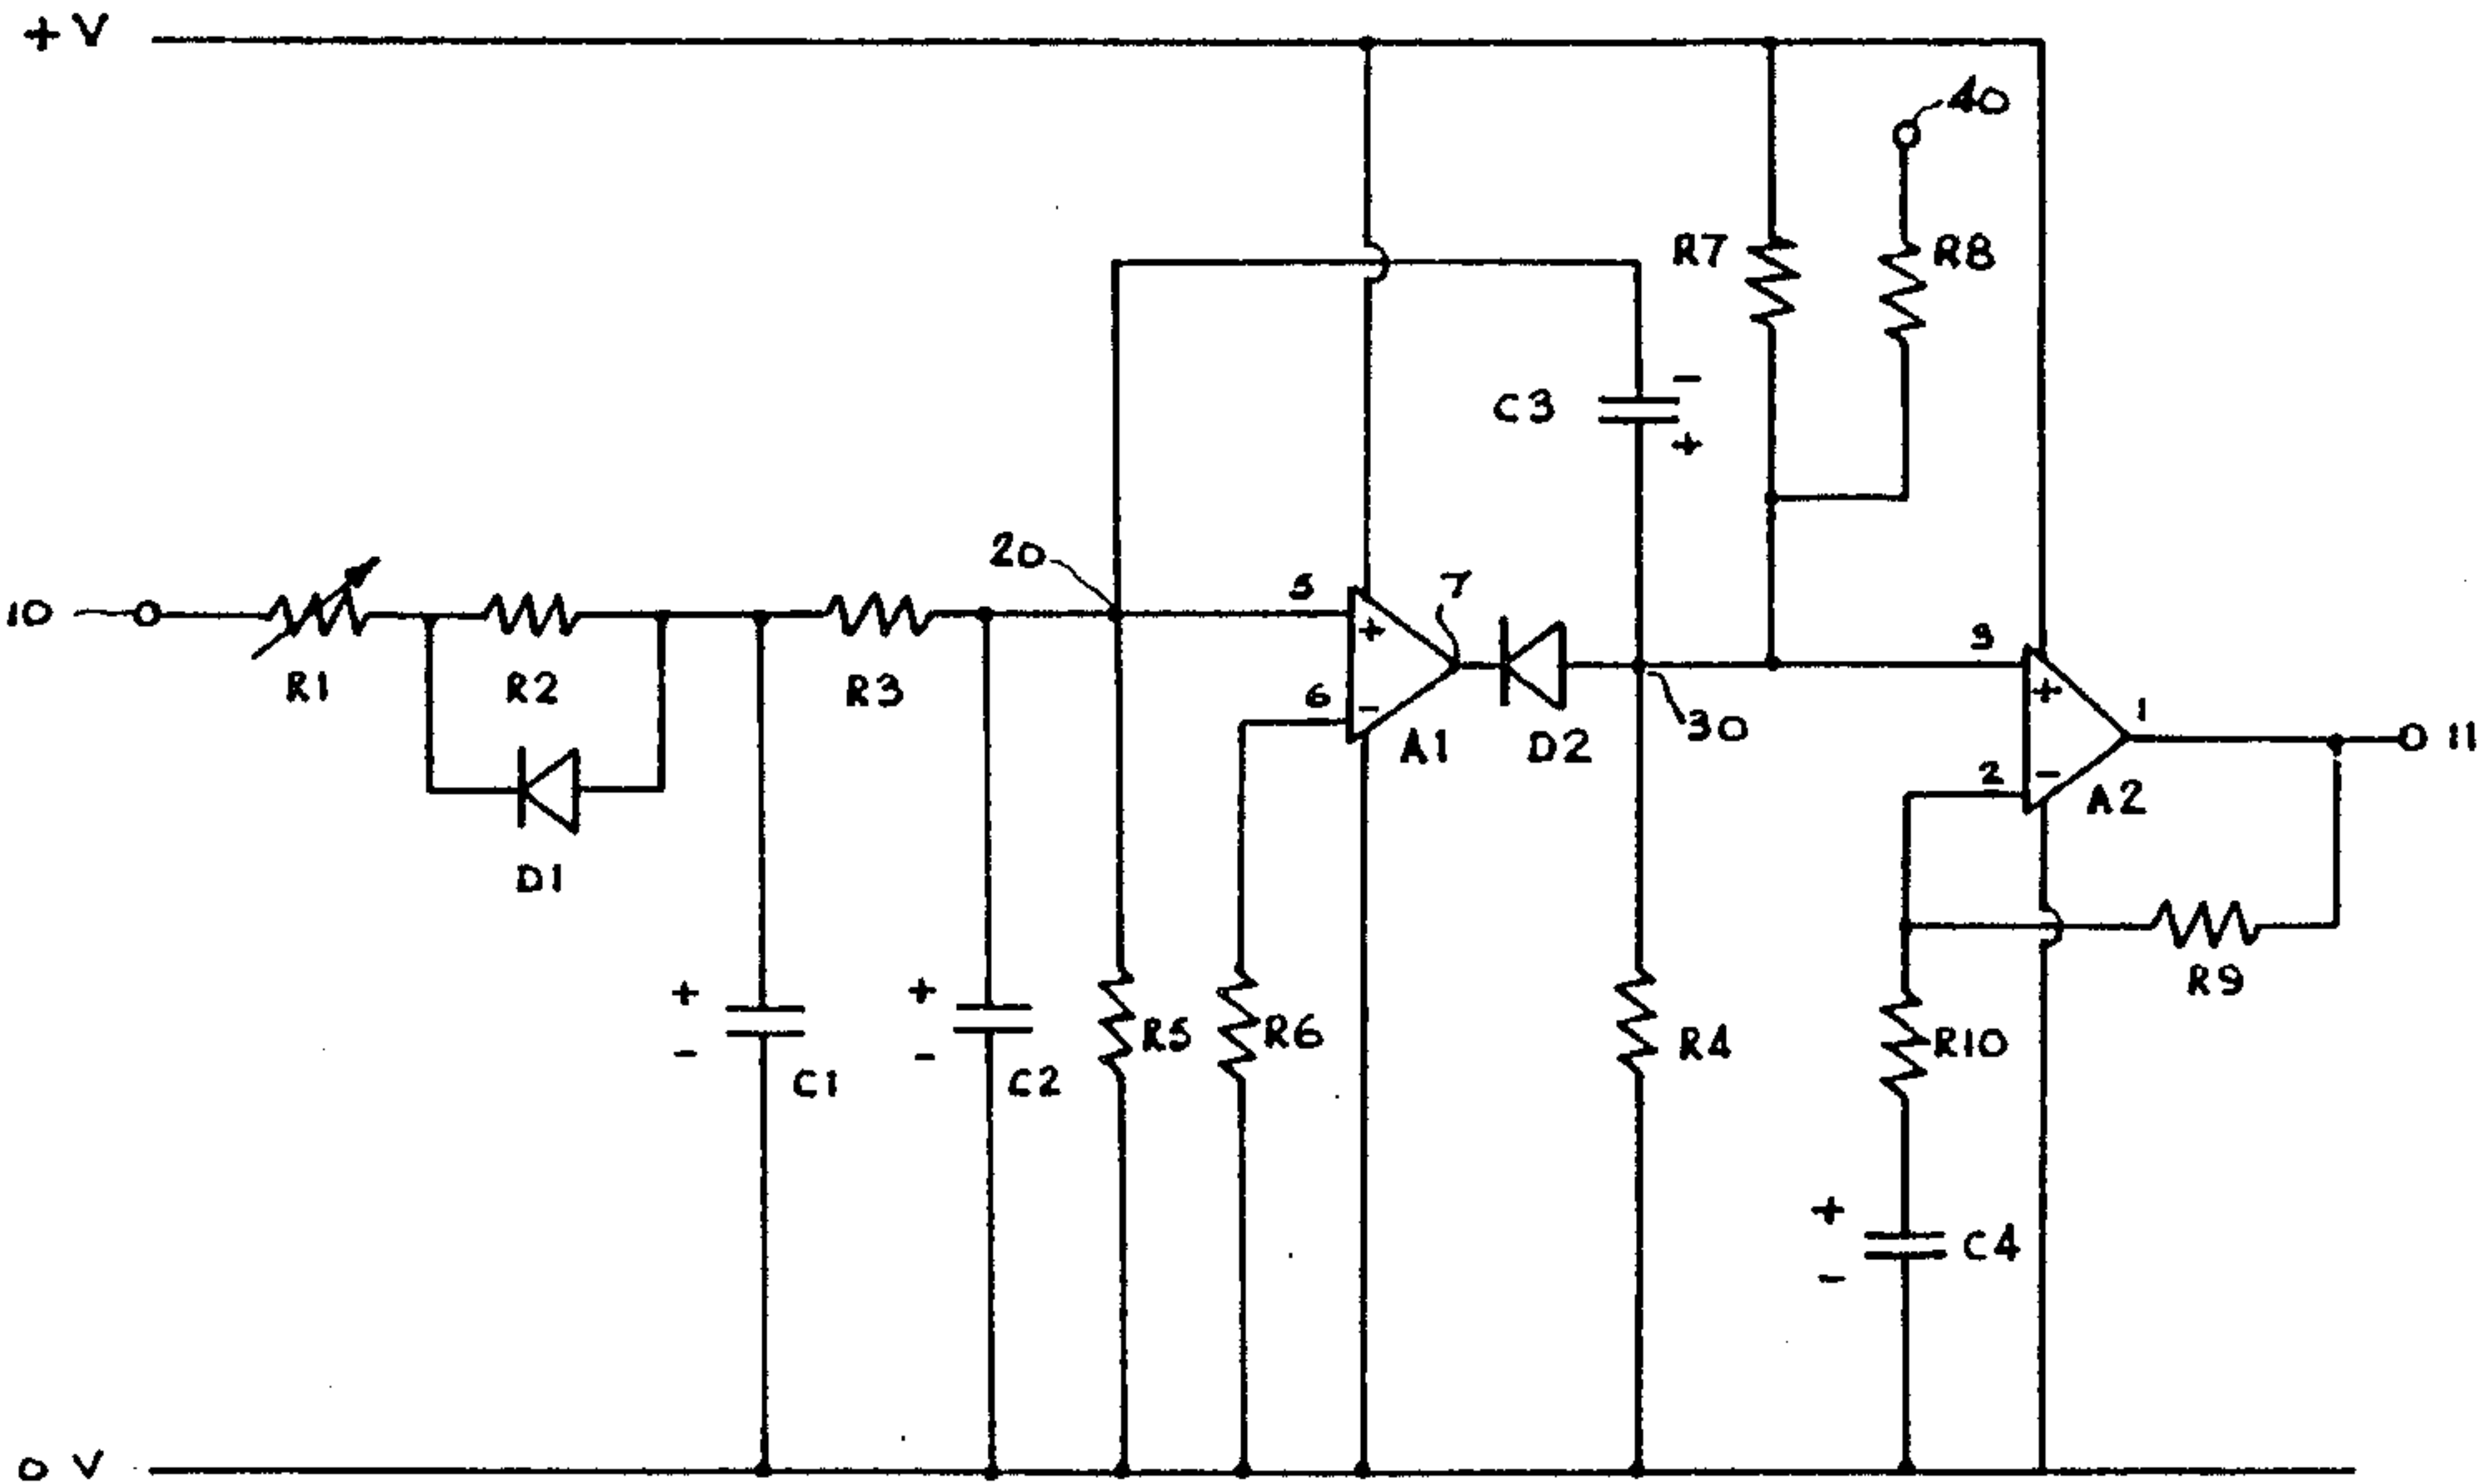 + V
40
R7
R8
-
C3
+
20
5
7
3
10
+
R1
R2
R3
6
-
A1
D2
30
+
1
11
2
-
A2
D1
R9
+
-
C1
+
-
C2
R5
R6
R4
R10
+
-
C4
0 V